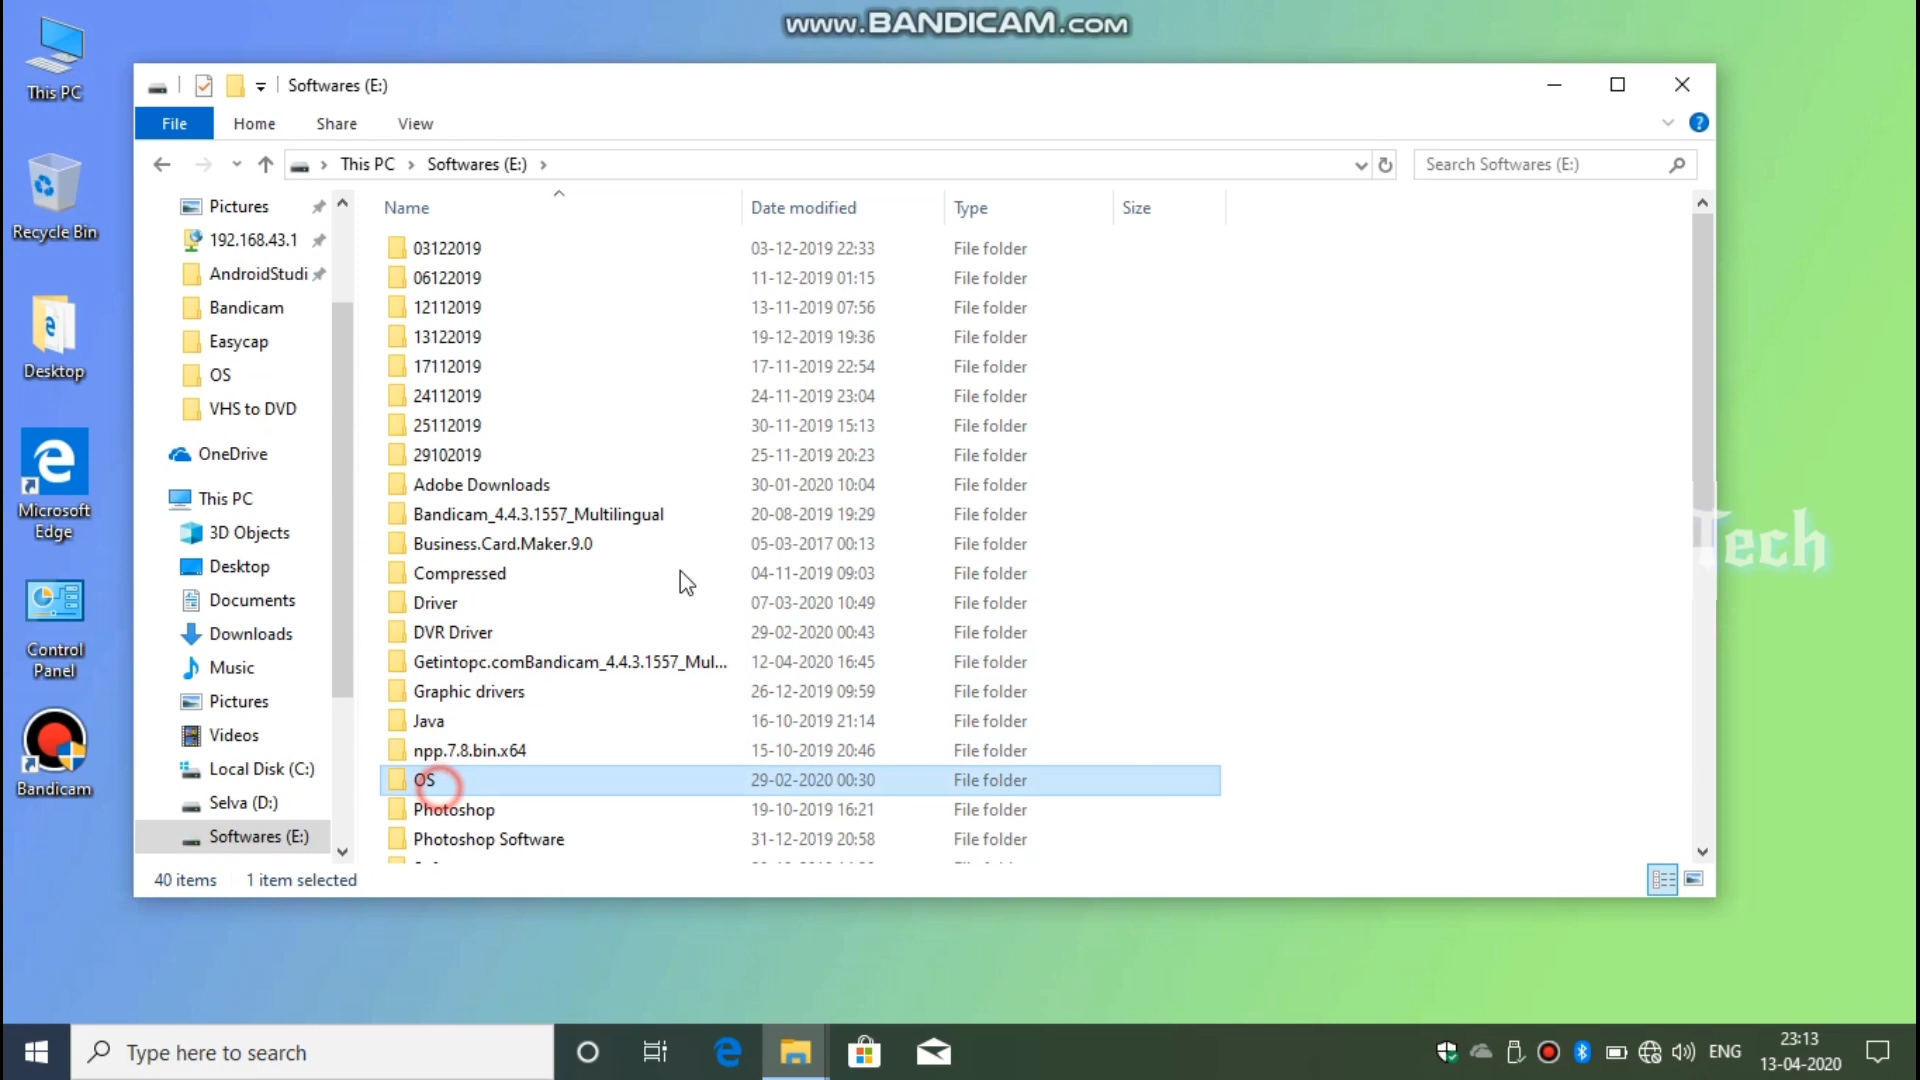 www.BANDICAM.com
This PC
Recycle Bin
Desktop
Microsoft
Edge
Control
Panel
Bandicam
Softwares (E:)
File Home Share View
This PC > Softwares (E:) >
Search Softwares (E:)
Pictures
192.168.43.1
AndroidStudi
Bandicam
Easycap
OS
VHS to DVD
OneDrive
This PC
3D Objects
Desktop
Documents
Downloads
Music
Pictures
Videos
Local Disk (C:)
Selva (D:)
Softwares (E:)
Name Date modified Type Size
03122019 03-12-2019 22:33 File folder
06122019 11-12-2019 01:15 File folder
12112019 13-11-2019 07:56 File folder
13122019 19-12-2019 19:36 File folder
17112019 17-11-2019 22:54 File folder
24112019 24-11-2019 23:04 File folder
25112019 30-11-2019 15:13 File folder
29102019 25-11-2019 20:23 File folder
Adobe Downloads 30-01-2020 10:04 File folder
Bandicam_4.4.3.1557_Multilingual 20-08-2019 19:29 File folder
Business.Card.Maker.9.0 05-03-2017 00:13 File folder
Compressed 04-11-2019 09:03 File folder
Driver 07-03-2020 10:49 File folder
DVR Driver 29-02-2020 00:43 File folder
Getintopc.comBandicam_4.4.3.1557_Mul... 12-04-2020 16:45 File folder
Graphic drivers 26-12-2019 09:59 File folder
Java 16-10-2019 21:14 File folder
npp.7.8.bin.x64 15-10-2019 20:46 File folder
OS 29-02-2020 00:30 File folder
Photoshop 19-10-2019 16:21 File folder
Photoshop Software 31-12-2019 20:58 File folder
40 items 1 item selected
Tech
Type here to search
ENG
23:13
13-04-2020